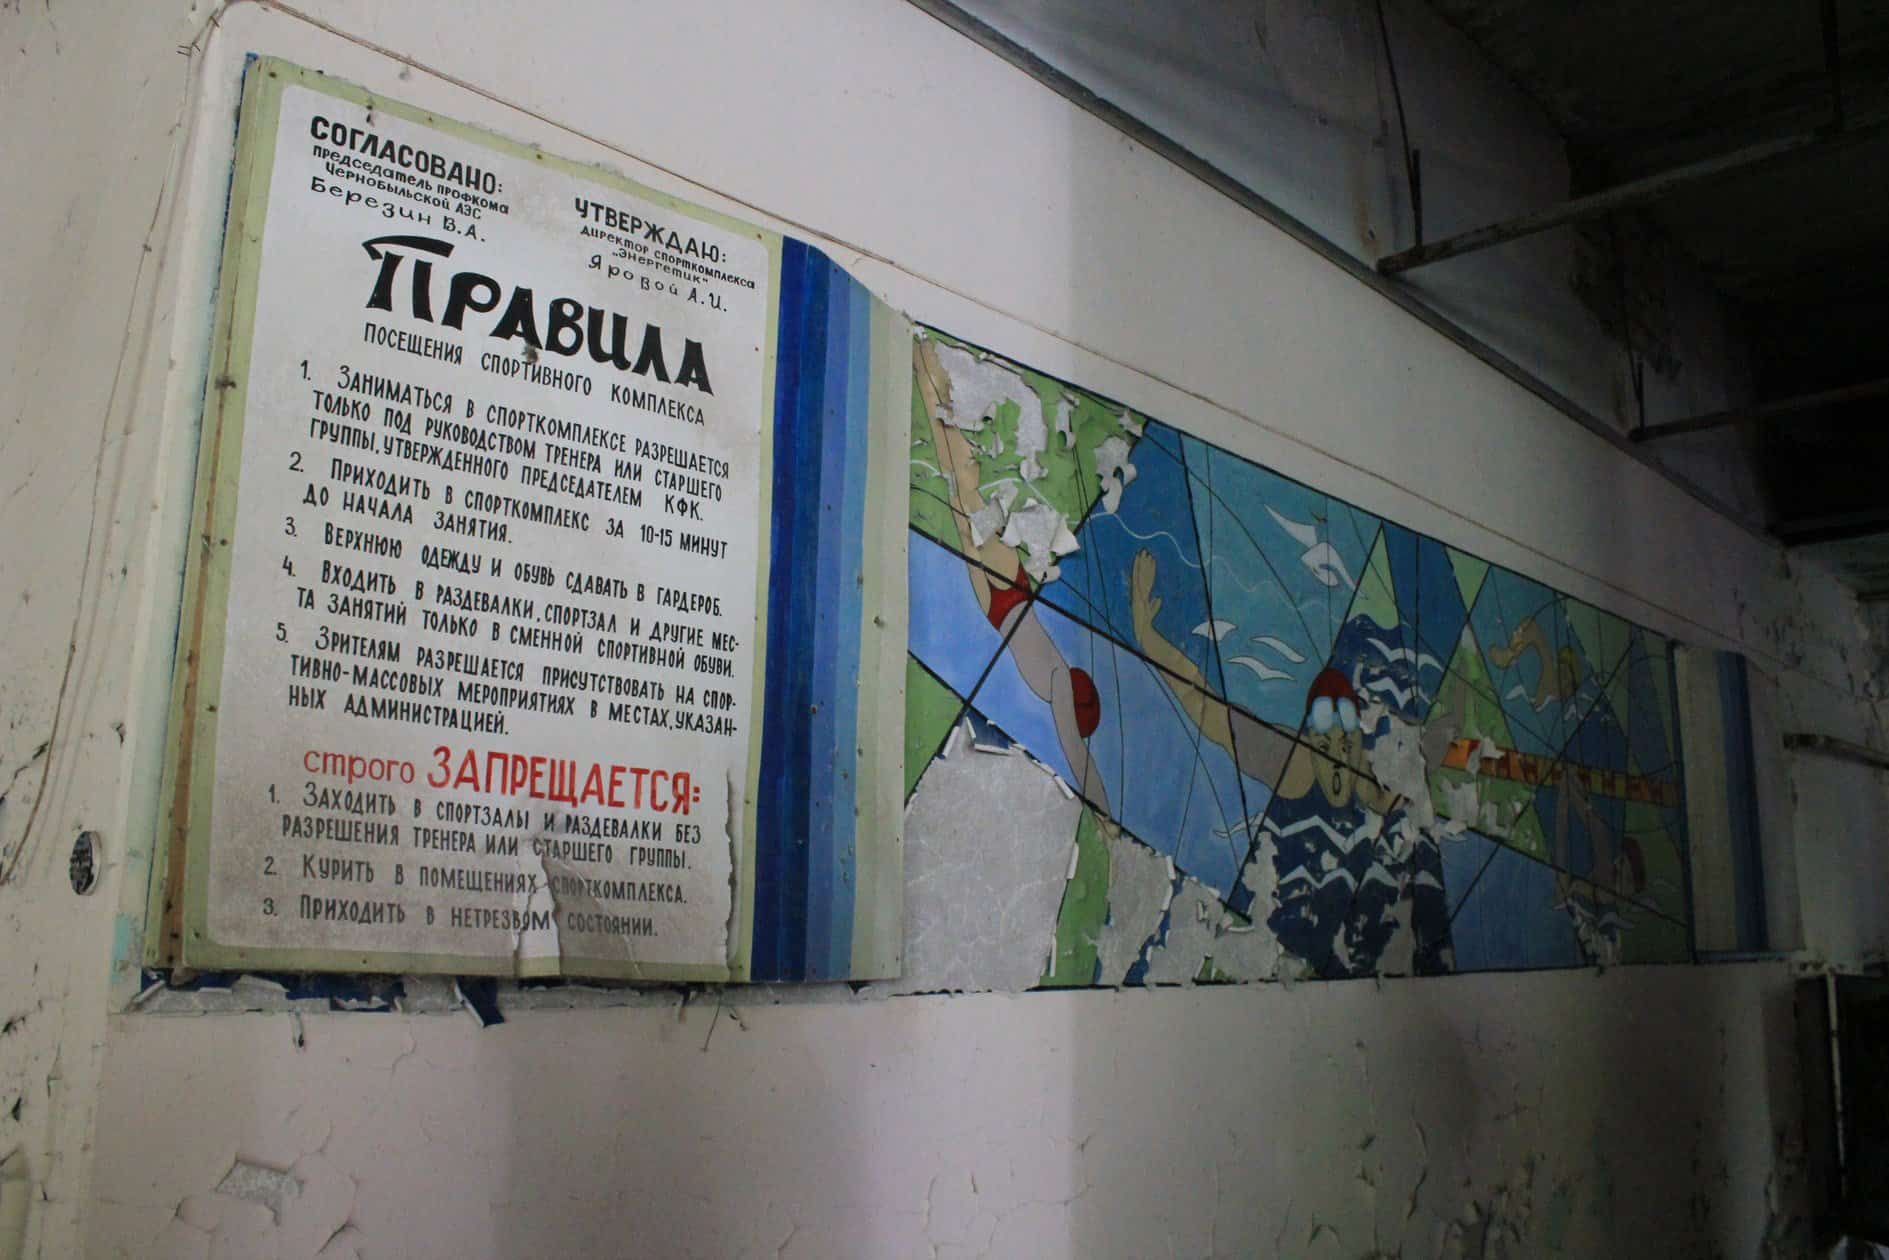 СОГЛАСОВАНО:
председатель профкома
Чернобыльской АЭС
Березин В.А.
УТВЕРЖДАЮ:
директор спорткомплекса
„Энергетик“
Яровой А.И.
ПРАВИЛА
ПОСЕЩЕНИЯ СПОРТИВНОГО КОМПЛЕКСА
1. ЗАНИМАТЬСЯ В СПОРТКОМПЛЕКСЕ РАЗРЕШАЕТСЯ
ТОЛЬКО ПОД РУКОВОДСТВОМ ТРЕНЕРА ИЛИ СТАРШЕГО
ГРУППЫ, УТВЕРЖДЕННОГО ПРЕДСЕДАТЕЛЕМ КФК.
2. ПРИХОДИТЬ В СПОРТКОМПЛЕКС ЗА 10-15 МИНУТ
ДО НАЧАЛА ЗАНЯТИЯ.
3. ВЕРХНЮЮ ОДЕЖДУ И ОБУВЬ СДАВАТЬ В ГАРДЕРОБ.
4. ВХОДИТЬ В РАЗДЕВАЛКИ, СПОРТЗАЛ И ДРУГИЕ МЕС-
ТА ЗАНЯТИЙ ТОЛЬКО В СМЕННОЙ СПОРТИВНОЙ ОБУВИ.
5. ЗРИТЕЛЯМ РАЗРЕШАЕТСЯ ПРИСУТСТВОВАТЬ НА СПОР-
ТИВНО-МАССОВЫХ МЕРОПРИЯТИЯХ В МЕСТАХ, УКАЗАН-
НЫХ АДМИНИСТРАЦИЕЙ.
строго ЗАПРЕЩАЕТСЯ:
1. ЗАХОДИТЬ В СПОРТЗАЛЫ И РАЗДЕВАЛКИ БЕЗ
РАЗРЕШЕНИЯ ТРЕНЕРА ИЛИ СТАРШЕГО ГРУППЫ.
2. КУРИТЬ В ПОМЕЩЕНИЯХ СПОРТКОМПЛЕКСА.
3. ПРИХОДИТЬ В НЕТРЕЗВОМ СОСТОЯНИИ.